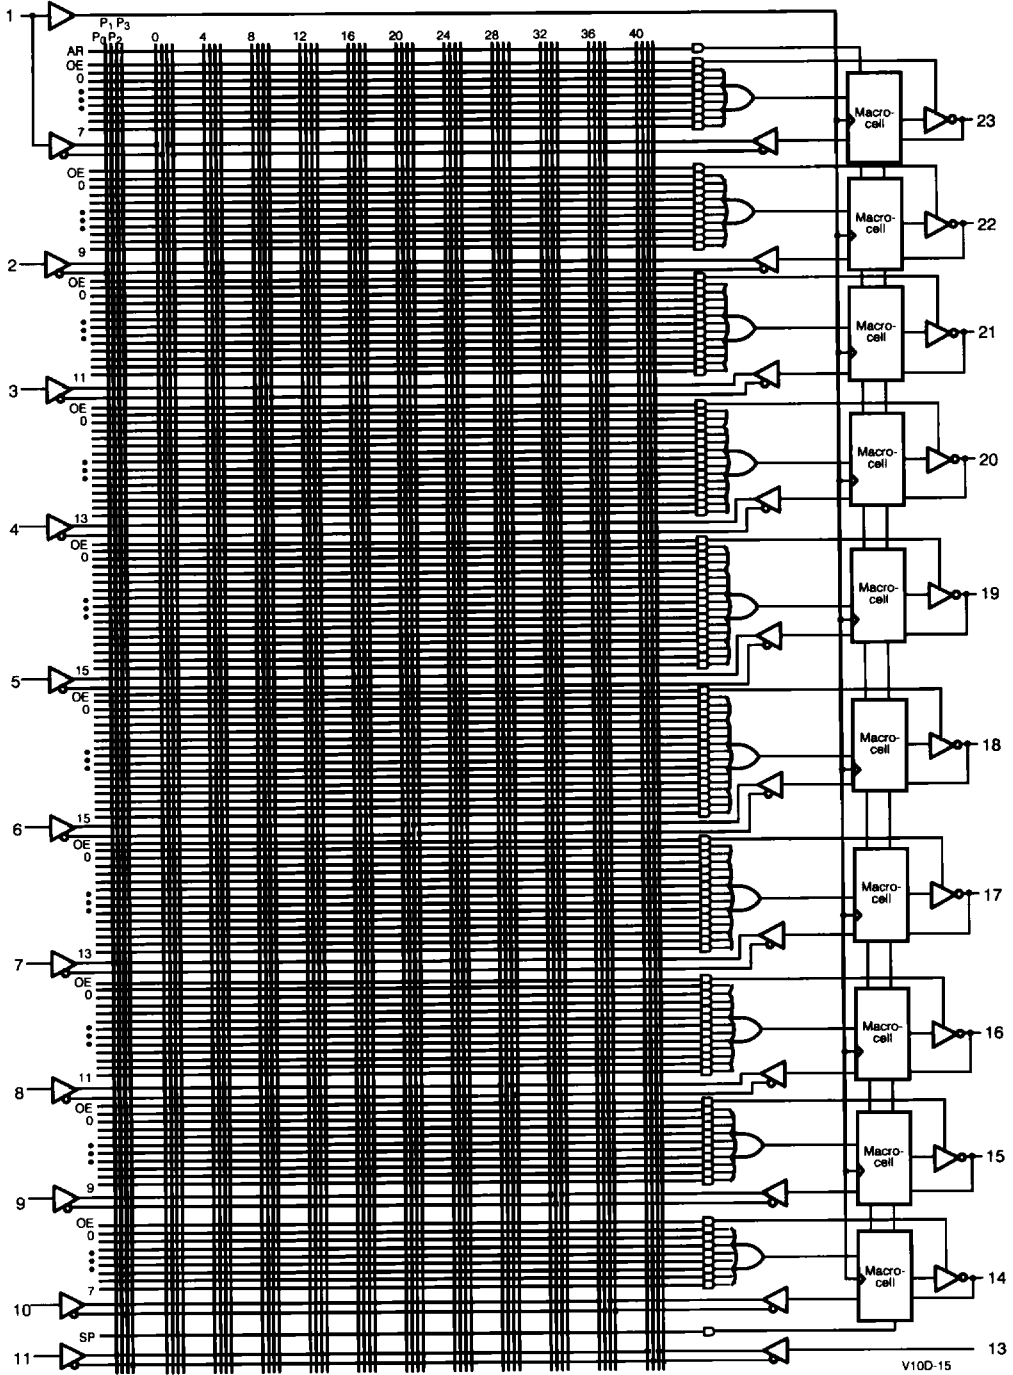 1
P1 P3
P0 P2 0 4 8 12 16 20 24 28 32 36 40
AR
OE
0
7
Macro-
cell
23
OE
0
9
Macro-
cell
22
2
OE
0
11
Macro-
cell
21
3
OE
0
13
Macro-
cell
20
4
OE
0
15
Macro-
cell
19
5
OE
0
15
Macro-
cell
18
6
OE
0
13
Macro-
cell
17
7
OE
0
11
Macro-
cell
16
8
OE
0
9
Macro-
cell
15
9
OE
0
7
Macro-
cell
14
10
SP
11
13
V10D-15